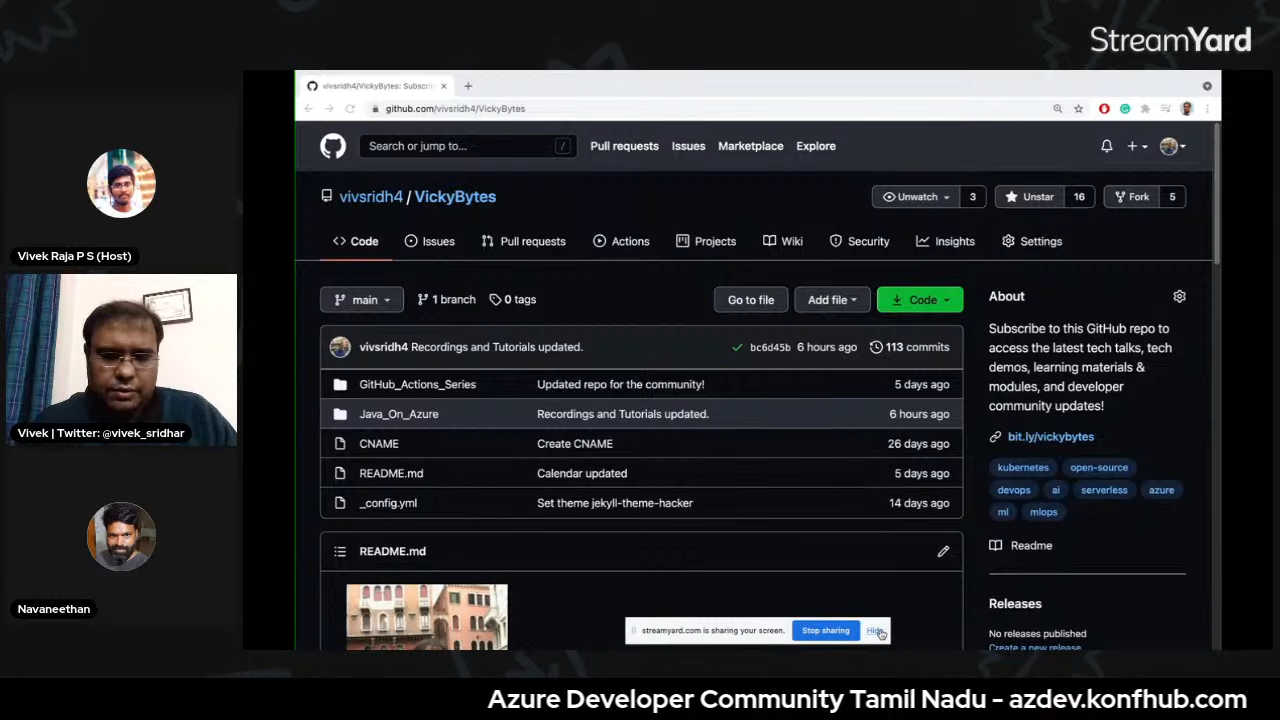 StreamYard
Vivek Raja P S (Host)
Vivek | Twitter: @vivek_sridhar
Navaneethan
vivsridh4/VickyBytes: Subscri
github.com/vivsridh4/VickyBytes
Search or jump to... /
Pull requests Issues Marketplace Explore
vivsridh4 / VickyBytes
Unwatch 3 Unstar 16 Fork 5
Code Issues Pull requests Actions Projects Wiki Security Insights Settings
main 1 branch 0 tags Go to file Add file Code
vivsridh4 Recordings and Tutorials updated. bc6d45b 6 hours ago 113 commits
GitHub_Actions_Series Updated repo for the community! 5 days ago
Java_On_Azure Recordings and Tutorials updated. 6 hours ago
CNAME Create CNAME 26 days ago
README.md Calendar updated 5 days ago
_config.yml Set theme jekyll-theme-hacker 14 days ago
README.md
About
Subscribe to this GitHub repo to
access the latest tech talks, tech
demos, learning materials &
modules, and developer
community updates!
bit.ly/vickybytes
kubernetes open-source
devops ai serverless azure
ml mlops
Readme
Releases
No releases published
Create a new release
streamyard.com is sharing your screen. Stop sharing Hide
Azure Developer Community Tamil Nadu - azdev.konfhub.com